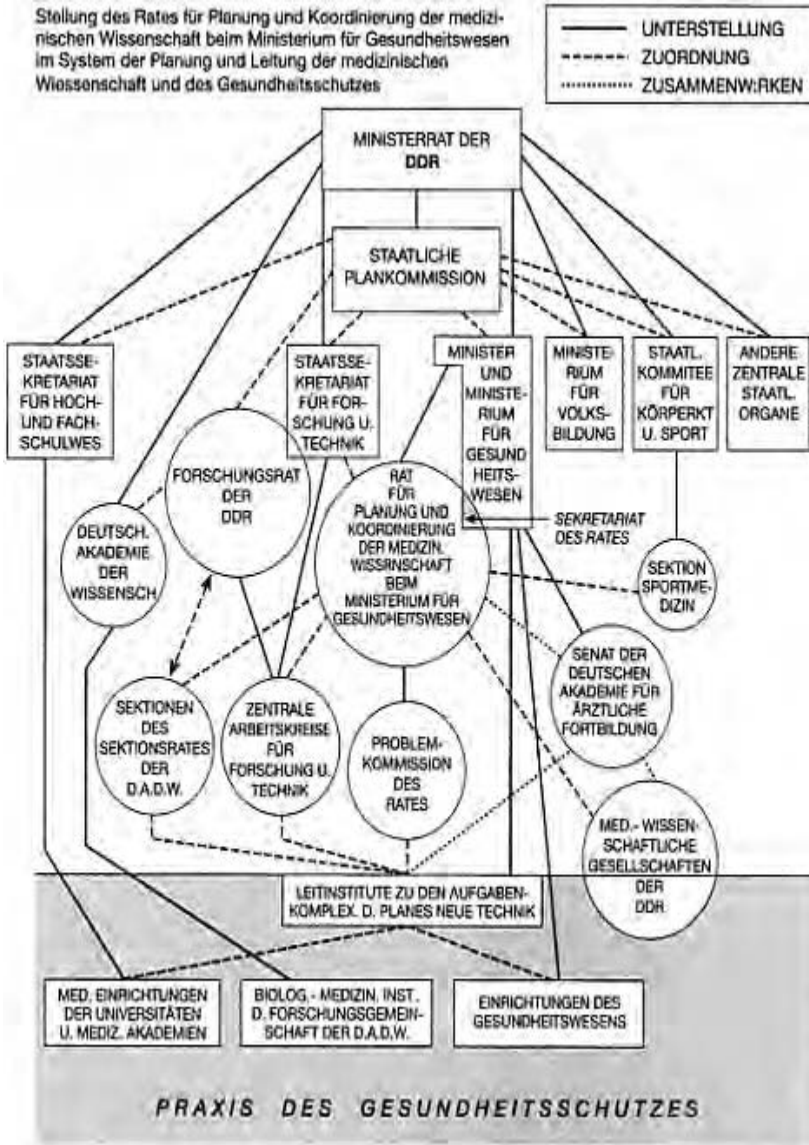 Stellung des Rates für Planung und Koordinierung der medizi-
nischen Wissenschaft beim Ministerium für Gesundheitswesen
im System der Planung und Leitung der medizinischen
Wissenschaft und des Gesundheitsschutzes
UNTERSTELLUNG
ZUORDNUNG
ZUSAMMENW:RKEN
MINISTERRAT DER
DDR
STAATLICHE
PLANKOMMISSION
STAATSSE-
KRETARIAT
FÜR HOCH-
UND FACH-
SCHULWES
STAATSSE-
KRETARIAT
FÜR FOR-
SCHUNG U.
TECHNIK
MINISTER
UND
MINISTE-
RIUM
FÜR
GESUND
HEITS-
WESEN
MINISTE-
RIUM
FÜR
VOLKS-
BILDUNG
STAATL.
KOMMITEE
FÜR
KÖRPERKT
U. SPORT
ANDERE
ZENTRALE
STAATL.
ORGANE
FORSCHUNGSRAT
DER
DDR
DEUTSCH.
AKADEMIE
DER
WISSENSCH.
RAT
FÜR
PLANUNG UND
KOORDINIERUNG
DER MEDIZIN.
WISSRNSCHAFT
BEIM
MINISTERIUM FÜR
GESUNDHEITSWESEN
SEKRETARIAT
DES RATES
SEKTION
SPORTME-
DIZIN
SENAT DER
DEUTSCHEN
AKADEMIE FÜR
ÄRZTLICHE
FORTBILDUNG
SEKTIONEN
DES
SEKTIONSRATES
DER
D.A.D.W.
ZENTRALE
ARBEITSKREISE
FÜR
FORSCHUNG U.
TECHNIK
PROBLEM-
KOMMISSION
DES
RATES
MED.- WISSEN-
SCHAFTLICHE
GESELLSCHAFTEN
DER
DDR
LEITINSTITUTE ZU DEN AUFGABEN-
KOMPLEX. D. PLANES NEUE TECHNIK
MED. EINRICHTUNGEN
DER UNIVERSITÄTEN
U. MEDIZ. AKADEMIEN
BIOLOG.- MEDIZIN. INST.
D. FORSCHUNGSGEMEIN-
SCHAFT DER D.A.D.W.
EINRICHTUNGEN DES
GESUNDHEITSWESENS
PRAXIS DES GESUNDHEITSSCHUTZES